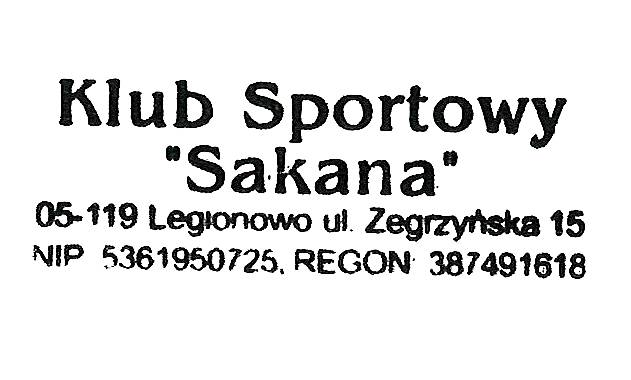 Klub Sportowy
"Sakana"
05-119 Legionowo ul. Zegrzyńska 15
NIP 5361950725, REGON 387491618